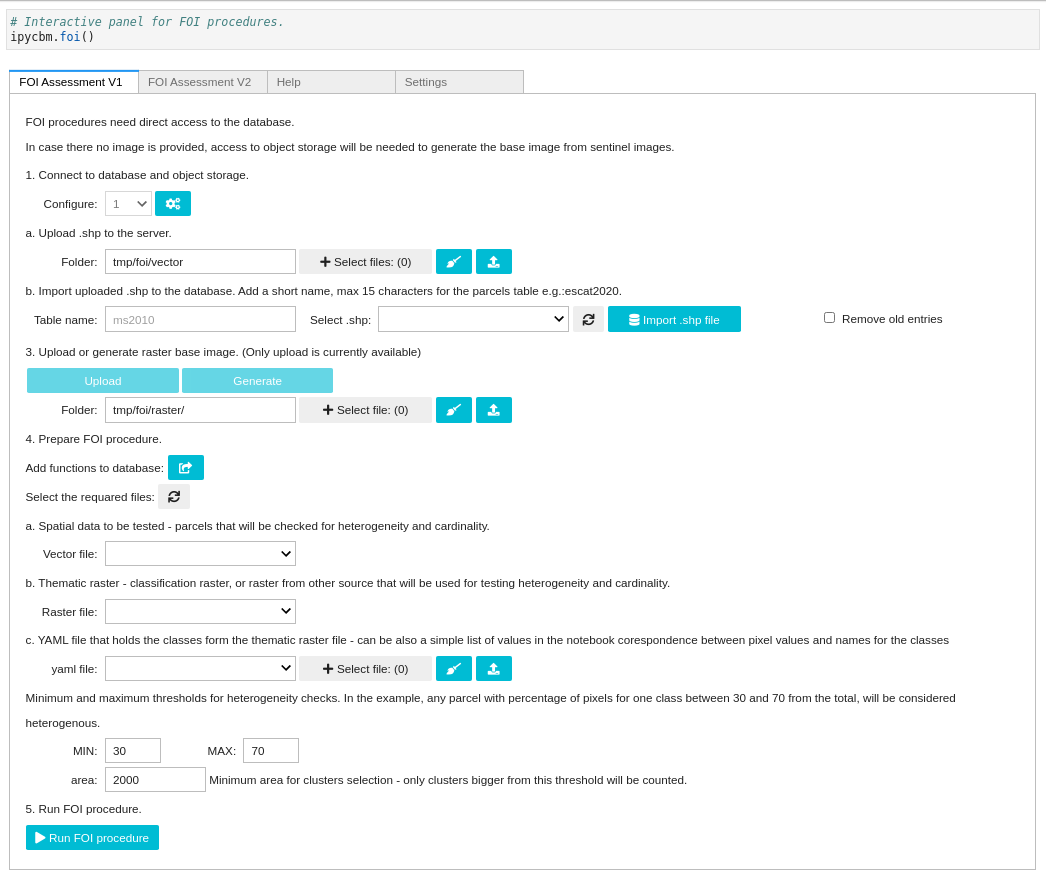 # Interactive panel for FOI procedures.
ipycbm.foi()
FOI Assessment V1 FOI Assessment V2 Help Settings
FOI procedures need direct access to the database.
In case there no image is provided, access to object storage will be needed to generate the base image from sentinel images.
1. Connect to database and object storage.
Configure: 1
a. Upload .shp to the server.
Folder: tmp/foi/vector Select files: (0)
b. Import uploaded .shp to the database. Add a short name, max 15 characters for the parcels table e.g.:escat2020.
Table name: ms2010 Select .shp: Import .shp file Remove old entries
3. Upload or generate raster base image. (Only upload is currently available)
Upload Generate
Folder: tmp/foi/raster/ Select file: (0)
4. Prepare FOI procedure.
Add functions to database:
Select the requared files:
a. Spatial data to be tested - parcels that will be checked for heterogeneity and cardinality.
Vector file:
b. Thematic raster - classification raster, or raster from other source that will be used for testing heterogeneity and cardinality.
Raster file:
c. YAML file that holds the classes form the thematic raster file - can be also a simple list of values in the notebook corespondence between pixel values and names for the classes
yaml file: Select file: (0)
Minimum and maximum thresholds for heterogeneity checks. In the example, any parcel with percentage of pixels for one class between 30 and 70 from the total, will be considered
heterogenous.
MIN: 30 MAX: 70
area: 2000 Minimum area for clusters selection - only clusters bigger from this threshold will be counted.
5. Run FOI procedure.
Run FOI procedure